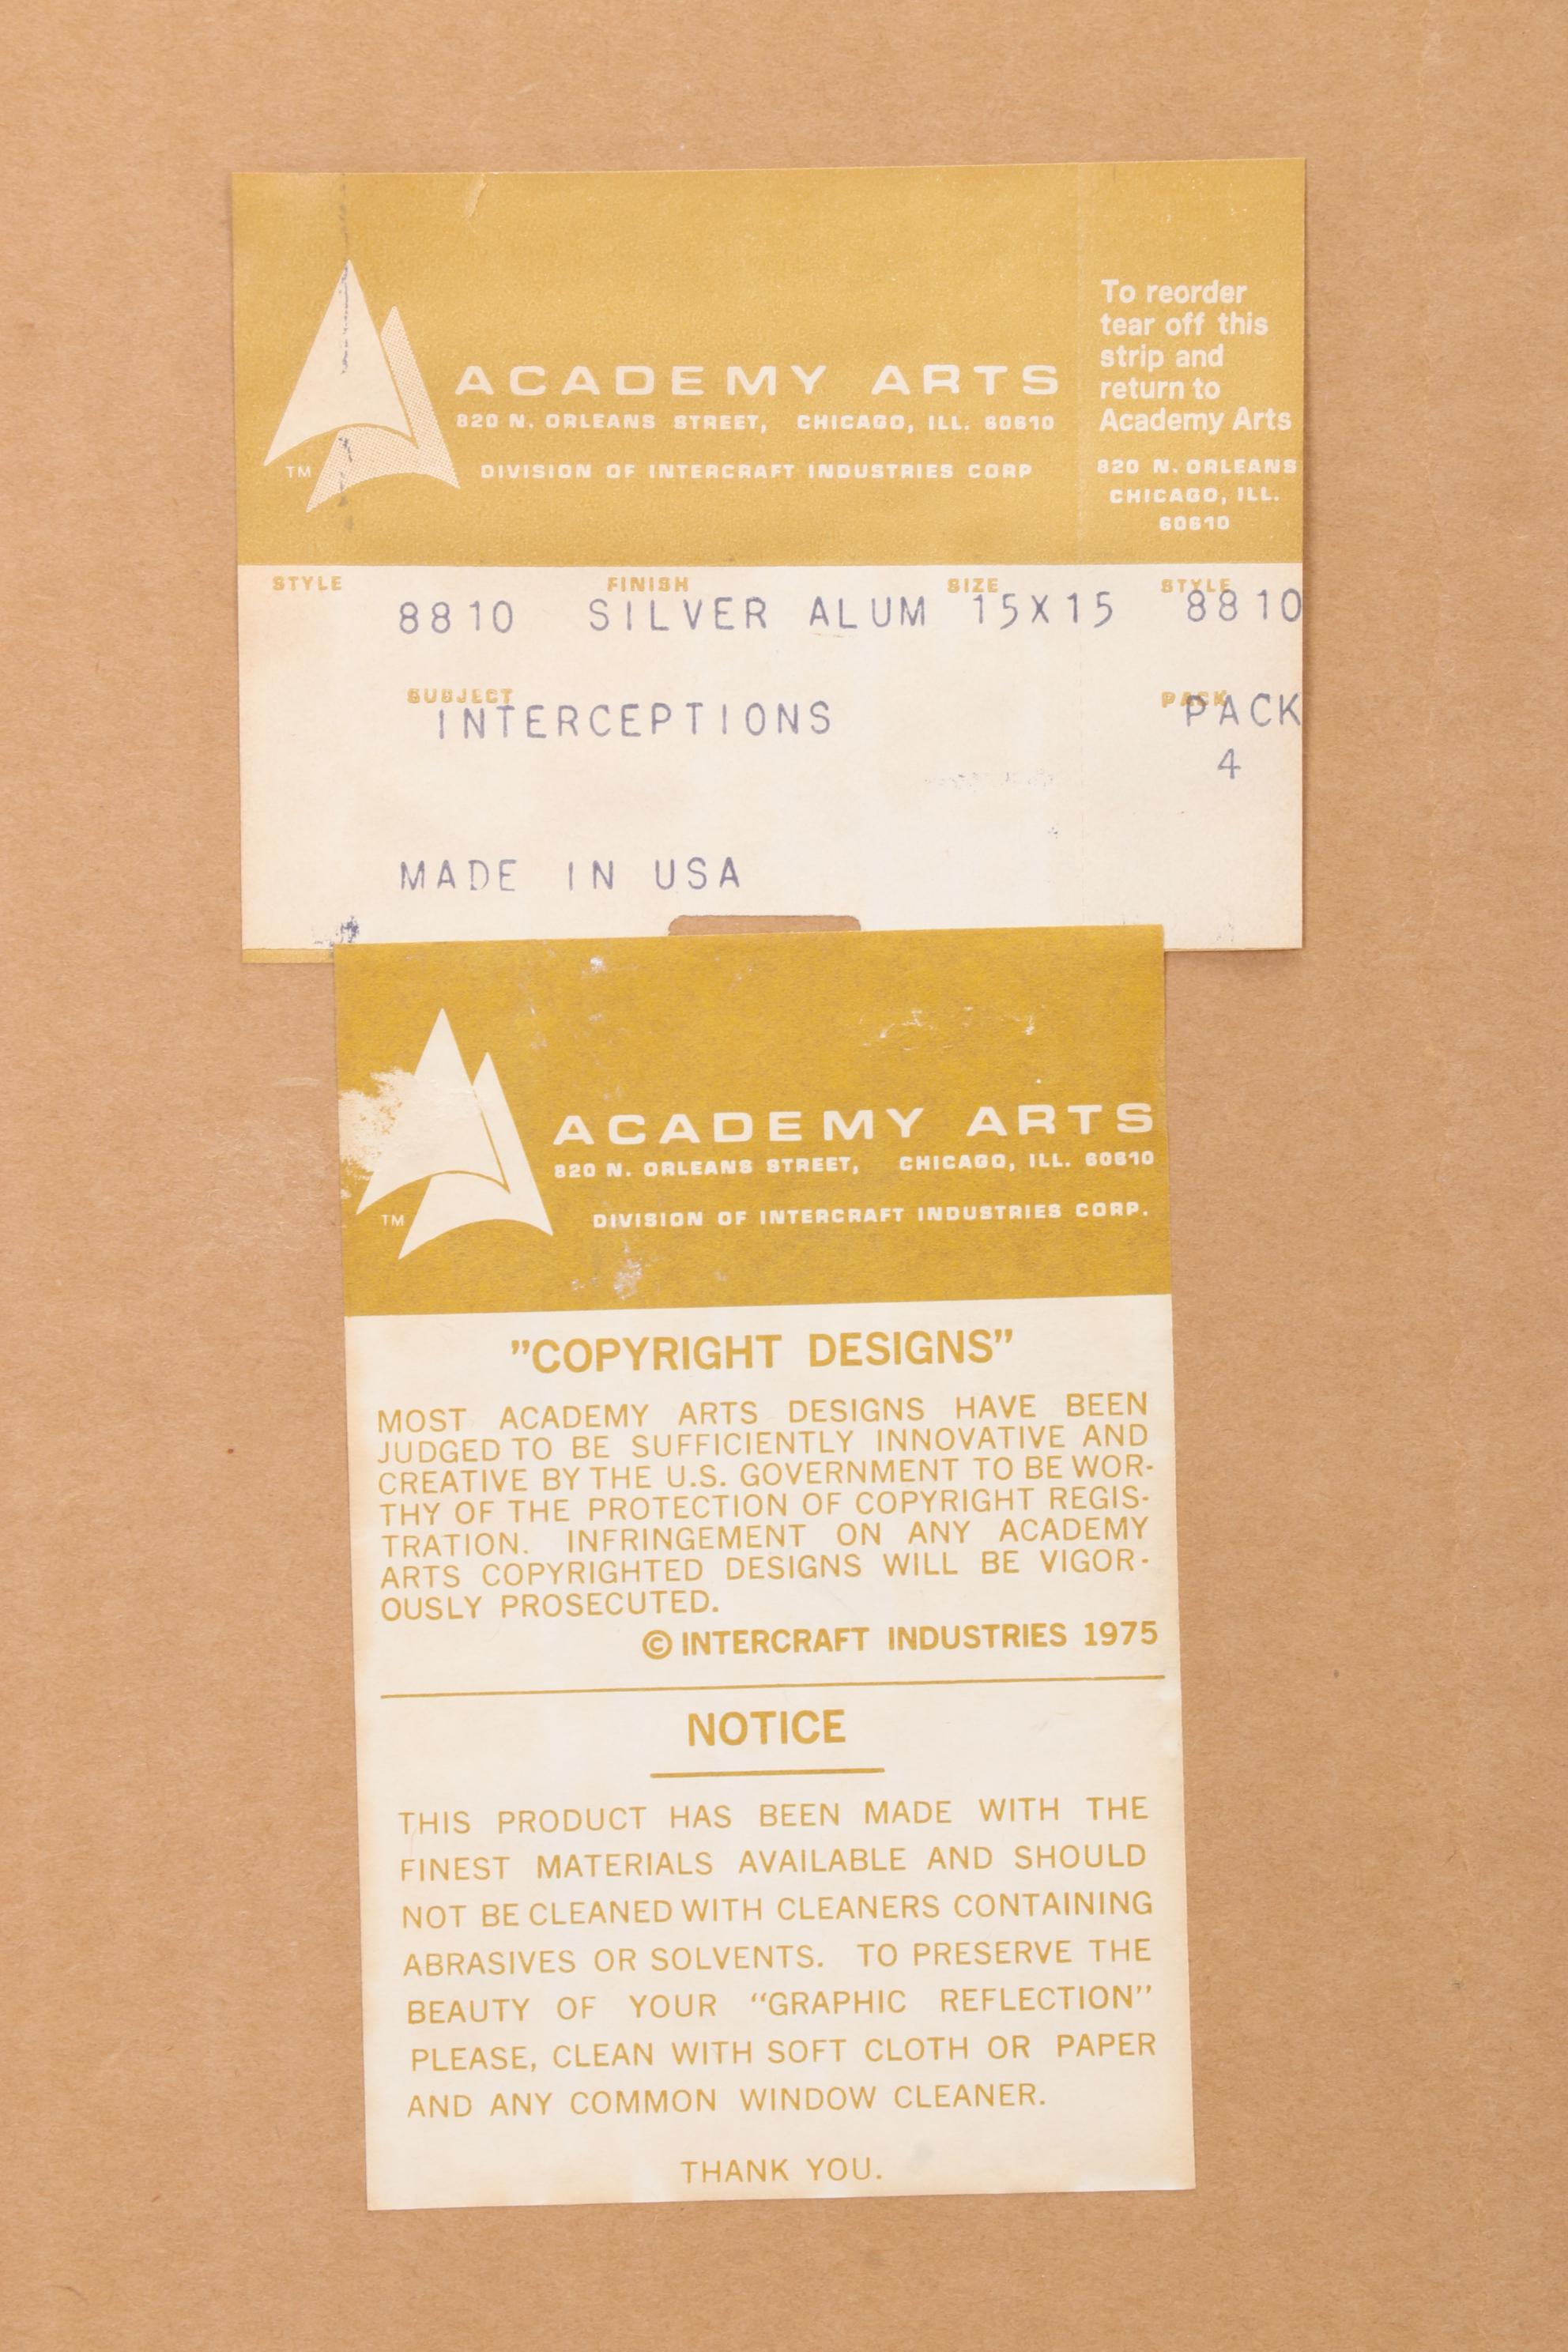 ACADEMY ARTS
820 N. ORLEANS STREET, CHICAGO, ILL. 60610
DIVISION OF INTERCRAFT INDUSTRIES CORP
TM
To reorder
tear off this
strip and
return to
Academy Arts
820 N. ORLEANS
CHICAGO, ILL.
60610
STYLE FINISH SIZE STYLE
8810 SILVER ALUM 15X15 8810
SUBJECT PACK
INTERCEPTIONS PACK
4
MADE IN USA
ACADEMY ARTS
820 N. ORLEANS STREET, CHICAGO, ILL. 60610
TM
DIVISION OF INTERCRAFT INDUSTRIES CORP.
"COPYRIGHT DESIGNS"
MOST ACADEMY ARTS DESIGNS HAVE BEEN
JUDGED TO BE SUFFICIENTLY INNOVATIVE AND
CREATIVE BY THE U.S. GOVERNMENT TO BE WOR-
THY OF THE PROTECTION OF COPYRIGHT REGIS-
TRATION. INFRINGEMENT ON ANY ACADEMY
ARTS COPYRIGHTED DESIGNS WILL BE VIGOR-
OUSLY PROSECUTED.
© INTERCRAFT INDUSTRIES 1975
NOTICE
THIS PRODUCT HAS BEEN MADE WITH THE
FINEST MATERIALS AVAILABLE AND SHOULD
NOT BE CLEANED WITH CLEANERS CONTAINING
ABRASIVES OR SOLVENTS. TO PRESERVE THE
BEAUTY OF YOUR "GRAPHIC REFLECTION"
PLEASE, CLEAN WITH SOFT CLOTH OR PAPER
AND ANY COMMON WINDOW CLEANER.
THANK YOU.